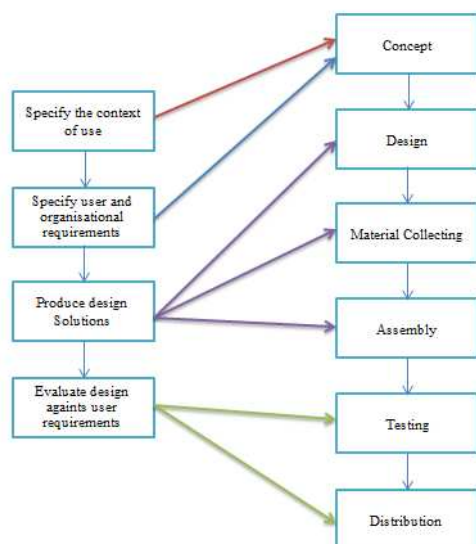 Specify the context
of use
Specify user and
organisational
requirements
Produce design
Solutions
Evaluate design
againts user
requirements
Concept
Design
Material Collecting
Assembly
Testing
Distribution